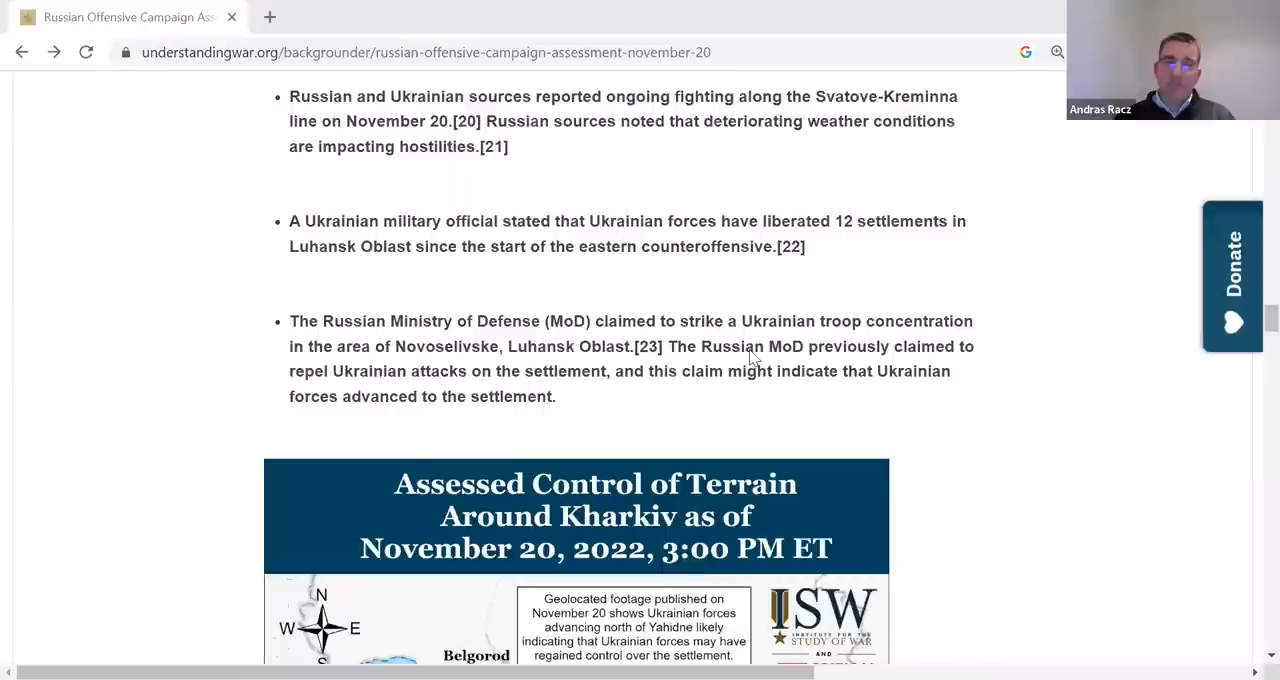 Russian Offensive Campaign Ass
understandingwar.org/backgrounder/russian-offensive-campaign-assessment-november-20
Andras Racz
• Russian and Ukrainian sources reported ongoing fighting along the Svatove-Kreminna
line on November 20.[20] Russian sources noted that deteriorating weather conditions
are impacting hostilities.[21]
• A Ukrainian military official stated that Ukrainian forces have liberated 12 settlements in
Luhansk Oblast since the start of the eastern counteroffensive.[22]
Donate
• The Russian Ministry of Defense (MoD) claimed to strike a Ukrainian troop concentration
in the area of Novoselivske, Luhansk Oblast.[23] The Russian MoD previously claimed to
repel Ukrainian attacks on the settlement, and this claim might indicate that Ukrainian
forces advanced to the settlement.
Assessed Control of Terrain
Around Kharkiv as of
November 20, 2022, 3:00 PM ET
N
W E
S
Belgorod
Geolocated footage published on
November 20 shows Ukrainian forces
advancing north of Yahidne likely
indicating that Ukrainian forces may have
regained control over the settlement.
ISW
INSTITUTE FOR THE
STUDY OF WAR
AND